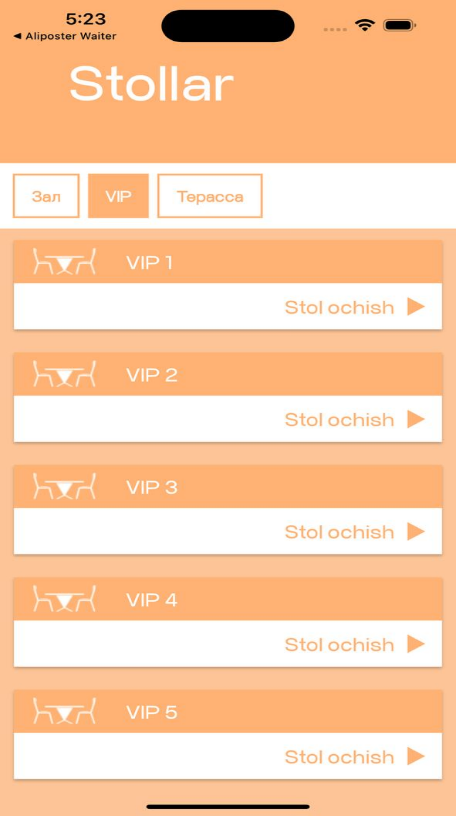 5:23
◀ Aliposter Waiter
Stollar
Зал VIP Терасса
VIP 1
Stol ochish ▶
VIP 2
Stol ochish ▶
VIP 3
Stol ochish ▶
VIP 4
Stol ochish ▶
VIP 5
Stol ochish ▶